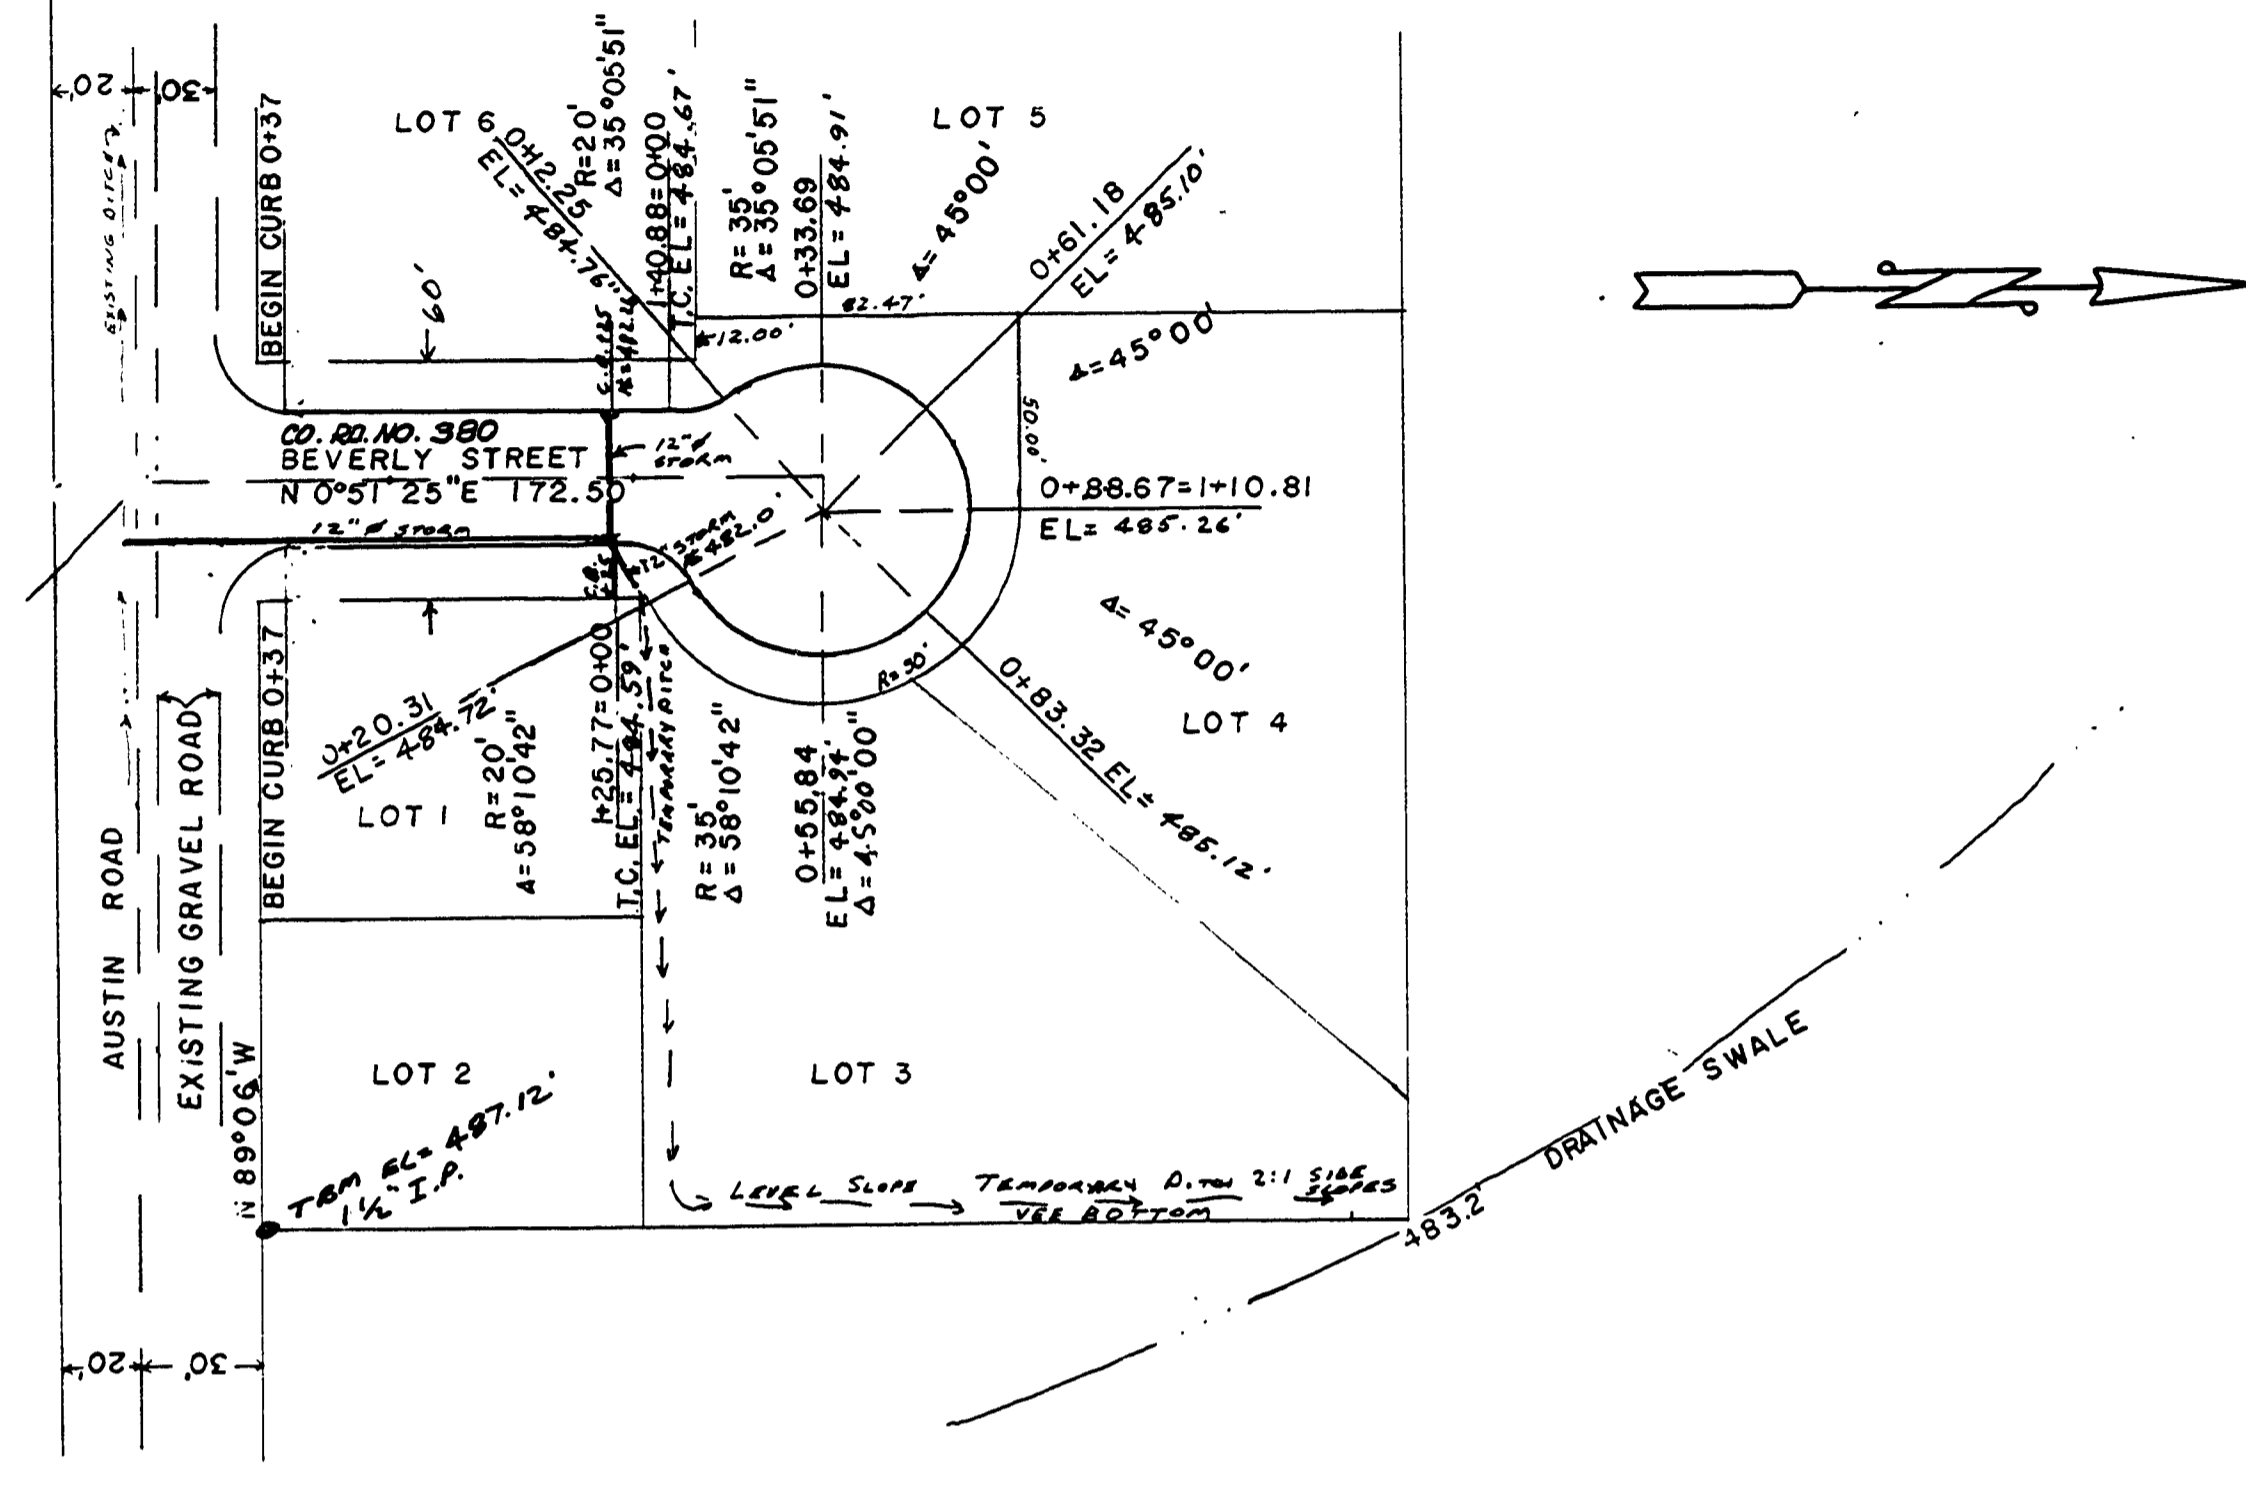 20'
30'
EXISTING DITCH
BEGIN CURB 0+37
LOT 6
60'
0+12.25
EL= 484.76'
R=20'
Δ=35°05'51"
1+40.88=0+00
T.C. EL=484.67'
R=35'
Δ=35°05'51"
0+33.69
EL=484.91'
LOT 5
Δ=45°00'
0+61.18
EL=485.10'
82.47'
12.00'
Δ=45°00'
50.00'
CO. RD. NO. 380
BEVERLY STREET
N 0°51'25"E 172.50'
12"ø
STORM
12"ø STORM
12" STORM
482.0'
0+88.67=1+10.81
EL= 485.26'
Δ=45°00'
R=50'
0+83.32 EL= 485.12'
LOT 4
BEGIN CURB 0+37
0+20.31
EL=484.72'
LOT 1
R=20'
Δ=58°10'42"
1+25.77=0+00
T.C. EL.=484.59'
TEMPORARY DITCH
R=35'
Δ=58°10'42"
0+55.84
EL=484.94'
Δ=45°00'00"
AUSTIN ROAD
EXISTING GRAVEL ROAD
N 89°06'W
LOT 2
LOT 3
TBM EL= 487.12'
1 1/2" I.P.
LEVEL SLOPE TEMPORARY DITCH 2:1 SIDE SLOPES
VEE BOTTOM
483.2'
DRAINAGE SWALE
20'
30'